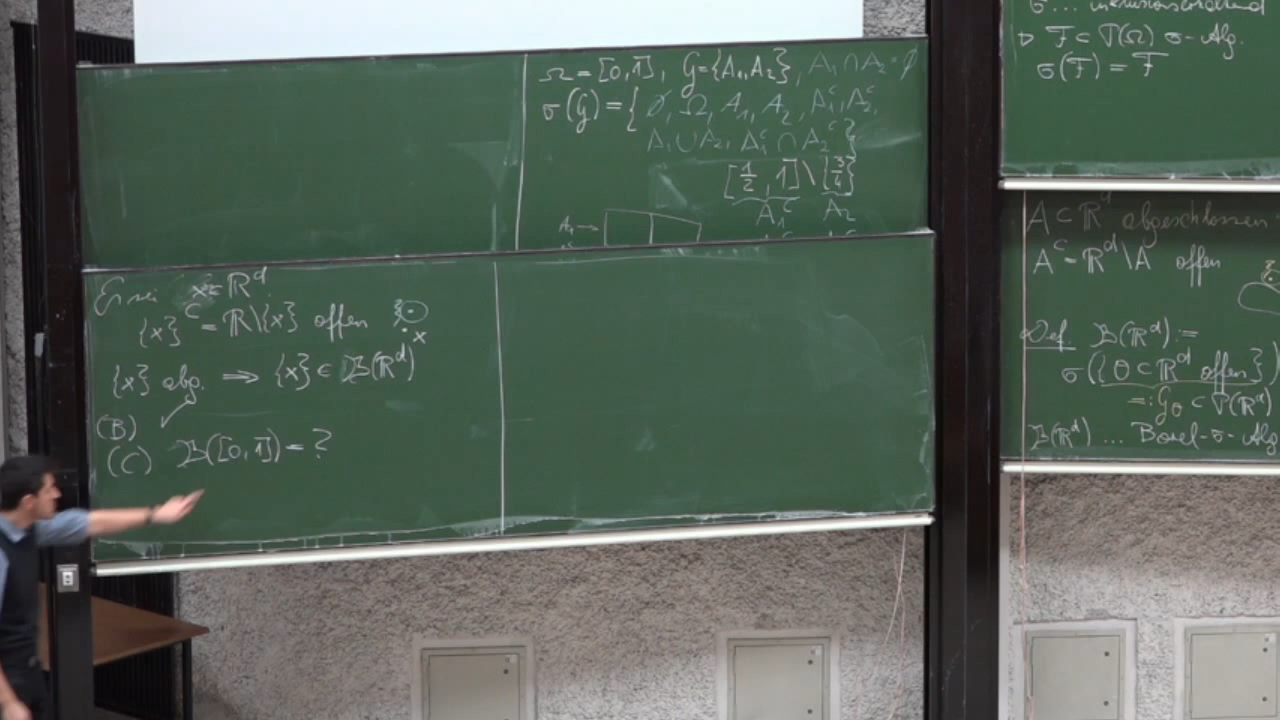 Ω = [0,1], G = {A₁, A₂}, A₁ ∩ A₂ = ∅
σ(G) = { ∅, Ω, A₁, A₂, A₁ᶜ, A₂ᶜ,
A₁ ∪ A₂, A₁ᶜ ∩ A₂ᶜ }
[1/2, 1] \ {3/4}
A₁ᶜ A₂
A₁ →
sei x ∈ ℝᵈ
{x}ᶜ = ℝ\{x} offen
x
{x} abg. ⟹ {x} ∈ 𝓑(ℝᵈ)
(B) ✓
(C) 𝓑([0,1]) = ?
σ ...
▷ 𝓕 ⊂ 𝓟(Ω) σ-Alg.
σ(𝓕) = 𝓕
A ⊂ ℝᵈ abgeschlossen
Aᶜ = ℝᵈ \ A offen
Def. 𝓑(ℝᵈ) :=
σ({O ⊂ ℝᵈ offen})
=: G₀ ⊂ 𝓟(ℝᵈ)
𝓑(ℝᵈ) ... Borel-σ-Alg